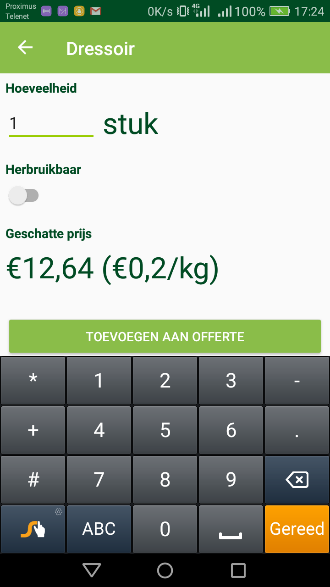 Proximus
Telenet
0K/s 4G 100% 17:24
Dressoir
Hoeveelheid
1 stuk
Herbruikbaar
Geschatte prijs
€12,64 (€0,2/kg)
TOEVOEGEN AAN OFFERTE
* 1 2 3 -
+ 4 5 6 .
# 7 8 9
ABC 0 Gereed